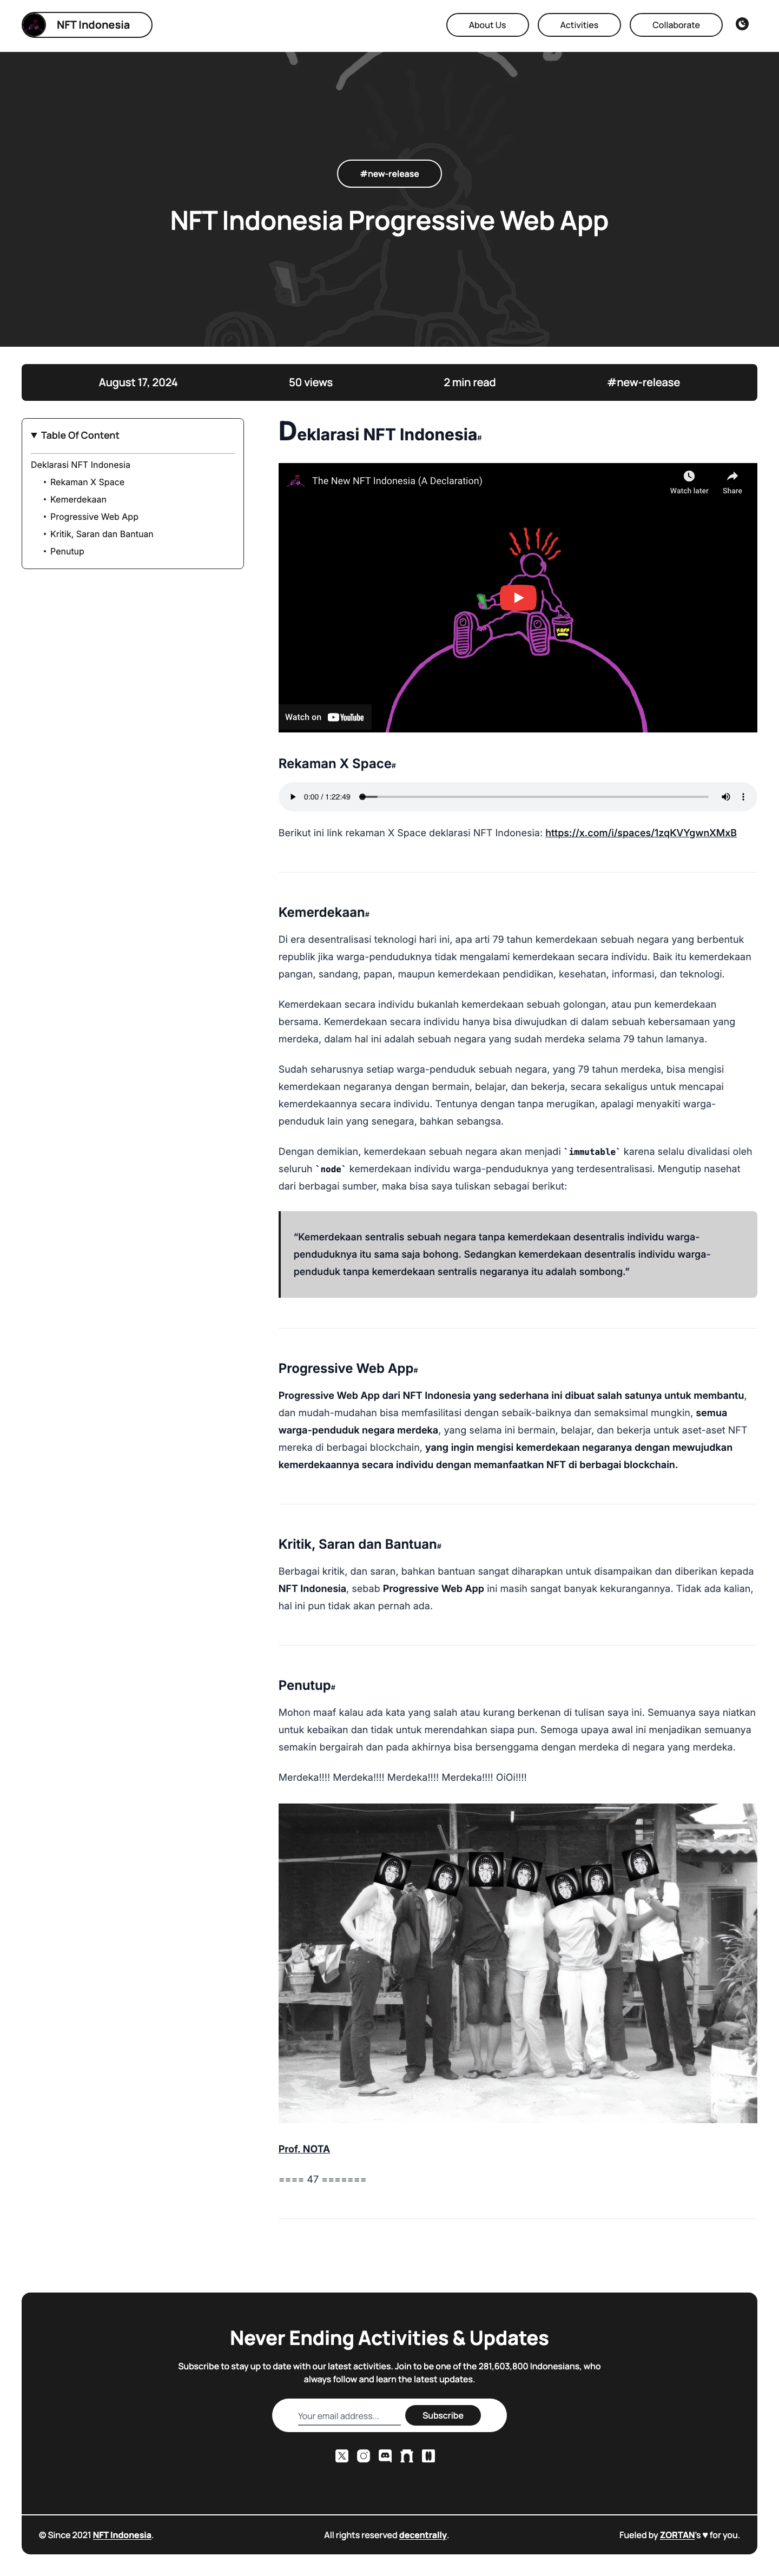 NFT Indonesia
About Us
Activities
Collaborate
#new-release
NFT Indonesia Progressive Web App
August 17, 2024
50 views
2 min read
#new-release
Table Of Content
Deklarasi NFT Indonesia
• Rekaman X Space
• Kemerdekaan
• Progressive Web App
• Kritik, Saran dan Bantuan
• Penutup
Deklarasi NFT Indonesia#
The New NFT Indonesia (A Declaration)
Watch later
Share
Watch on YouTube
Rekaman X Space#
0:00 / 1:22:49
Berikut ini link rekaman X Space deklarasi NFT Indonesia: https://x.com/i/spaces/1zqKVYgwnXMxB
Kemerdekaan#
Di era desentralisasi teknologi hari ini, apa arti 79 tahun kemerdekaan sebuah negara yang berbentuk
republik jika warga-penduduknya tidak mengalami kemerdekaan secara individu. Baik itu kemerdekaan
pangan, sandang, papan, maupun kemerdekaan pendidikan, kesehatan, informasi, dan teknologi.
Kemerdekaan secara individu bukanlah kemerdekaan sebuah golongan, atau pun kemerdekaan
bersama. Kemerdekaan secara individu hanya bisa diwujudkan di dalam sebuah kebersamaan yang
merdeka, dalam hal ini adalah sebuah negara yang sudah merdeka selama 79 tahun lamanya.
Sudah seharusnya setiap warga-penduduk sebuah negara, yang 79 tahun merdeka, bisa mengisi
kemerdekaan negaranya dengan bermain, belajar, dan bekerja, secara sekaligus untuk mencapai
kemerdekaannya secara individu. Tentunya dengan tanpa merugikan, apalagi menyakiti warga-
penduduk lain yang senegara, bahkan sebangsa.
Dengan demikian, kemerdekaan sebuah negara akan menjadi `immutable` karena selalu divalidasi oleh
seluruh `node` kemerdekaan individu warga-penduduknya yang terdesentralisasi. Mengutip nasehat
dari berbagai sumber, maka bisa saya tuliskan sebagai berikut:
“Kemerdekaan sentralis sebuah negara tanpa kemerdekaan desentralis individu warga-
penduduknya itu sama saja bohong. Sedangkan kemerdekaan desentralis individu warga-
penduduk tanpa kemerdekaan sentralis negaranya itu adalah sombong.”
Progressive Web App#
Progressive Web App dari NFT Indonesia yang sederhana ini dibuat salah satunya untuk membantu,
dan mudah-mudahan bisa memfasilitasi dengan sebaik-baiknya dan semaksimal mungkin, semua
warga-penduduk negara merdeka, yang selama ini bermain, belajar, dan bekerja untuk aset-aset NFT
mereka di berbagai blockchain, yang ingin mengisi kemerdekaan negaranya dengan mewujudkan
kemerdekaannya secara individu dengan memanfaatkan NFT di berbagai blockchain.
Kritik, Saran dan Bantuan#
Berbagai kritik, dan saran, bahkan bantuan sangat diharapkan untuk disampaikan dan diberikan kepada
NFT Indonesia, sebab Progressive Web App ini masih sangat banyak kekurangannya. Tidak ada kalian,
hal ini pun tidak akan pernah ada.
Penutup#
Mohon maaf kalau ada kata yang salah atau kurang berkenan di tulisan saya ini. Semuanya saya niatkan
untuk kebaikan dan tidak untuk merendahkan siapa pun. Semoga upaya awal ini menjadikan semuanya
semakin bergairah dan pada akhirnya bisa bersenggama dengan merdeka di negara yang merdeka.
Merdeka!!!! Merdeka!!!! Merdeka!!!! Merdeka!!!! OiOi!!!!
Prof. NOTA
==== 47 =======
Never Ending Activities & Updates
Subscribe to stay up to date with our latest activities. Join to be one of the 281,603,800 Indonesians, who
always follow and learn the latest updates.
Your email address...
Subscribe
© Since 2021 NFT Indonesia.
All rights reserved decentrally.
Fueled by ZORTAN's ♥ for you.